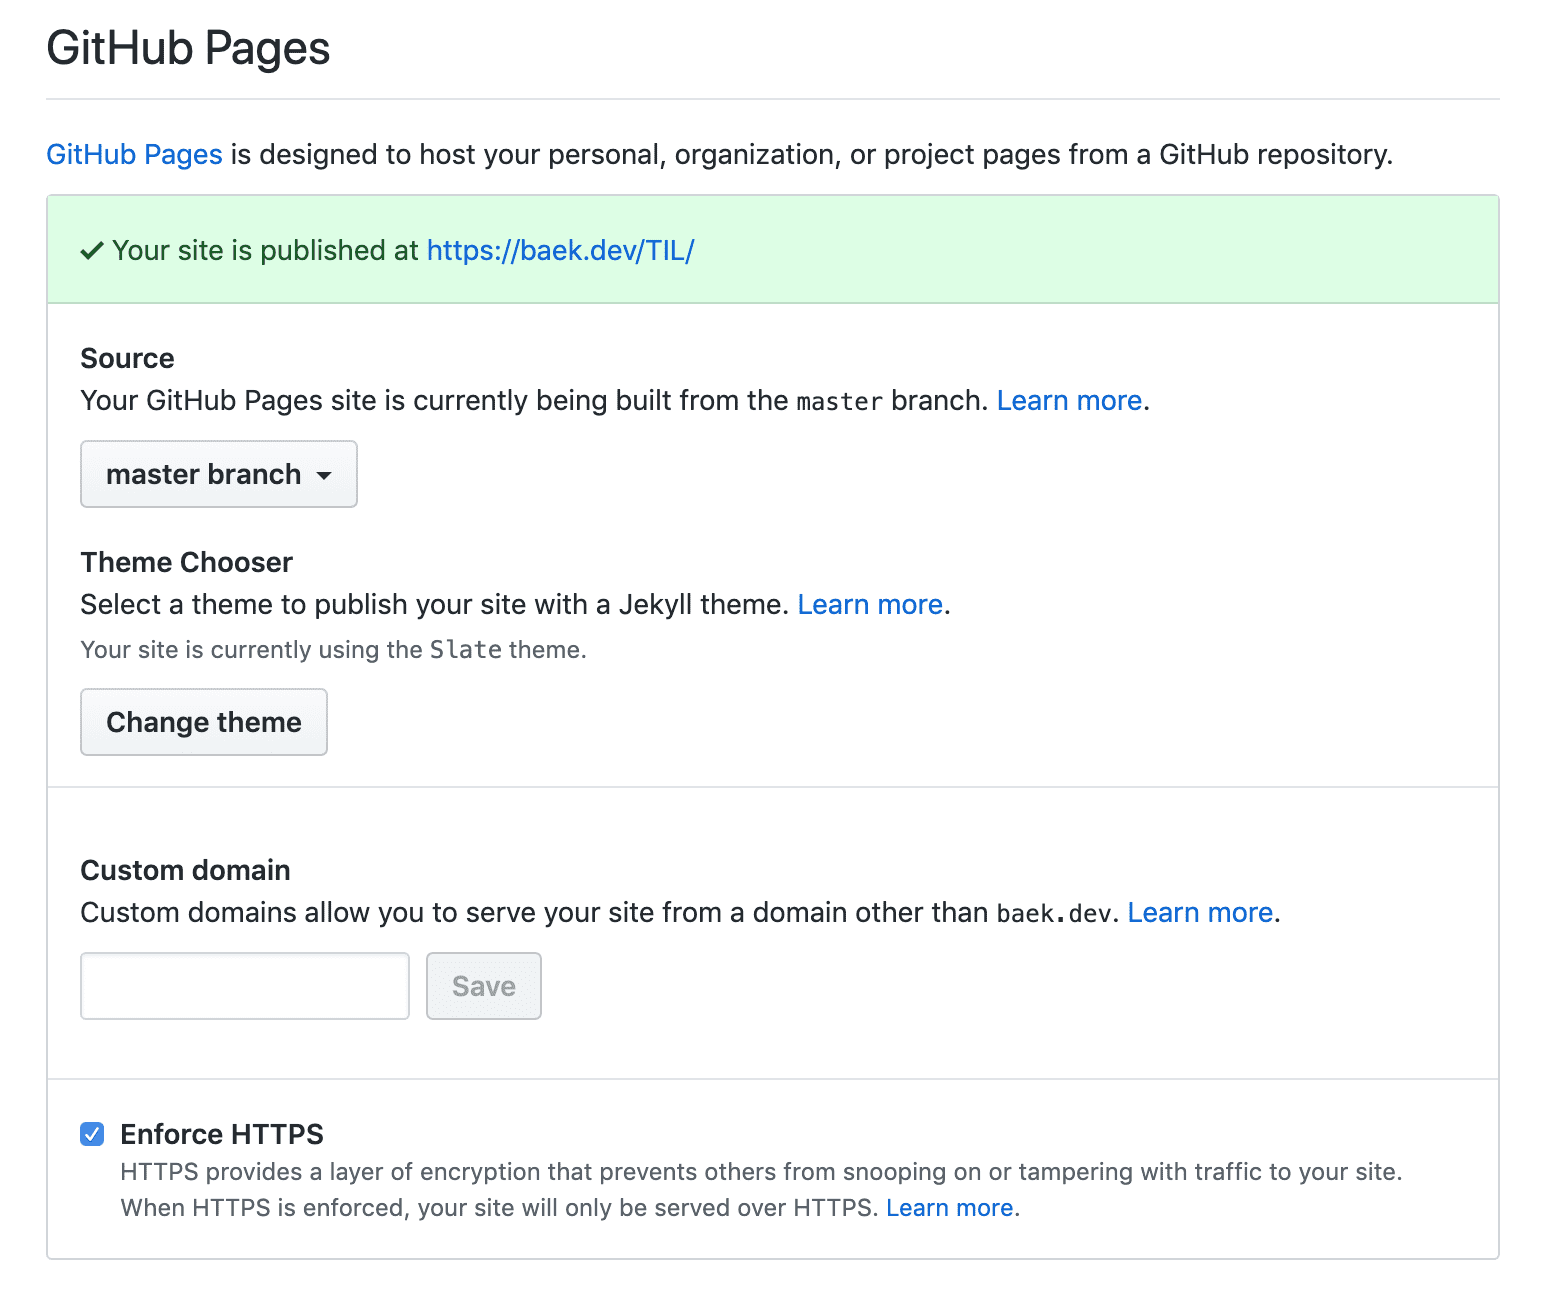 GitHub Pages
GitHub Pages is designed to host your personal, organization, or project pages from a GitHub repository.
Your site is published at https://baek.dev/TIL/
Source
Your GitHub Pages site is currently being built from the master branch. Learn more.
master branch
Theme Chooser
Select a theme to publish your site with a Jekyll theme. Learn more.
Your site is currently using the Slate theme.
Change theme
Custom domain
Custom domains allow you to serve your site from a domain other than baek.dev. Learn more.
Save
Enforce HTTPS
HTTPS provides a layer of encryption that prevents others from snooping on or tampering with traffic to your site.
When HTTPS is enforced, your site will only be served over HTTPS. Learn more.